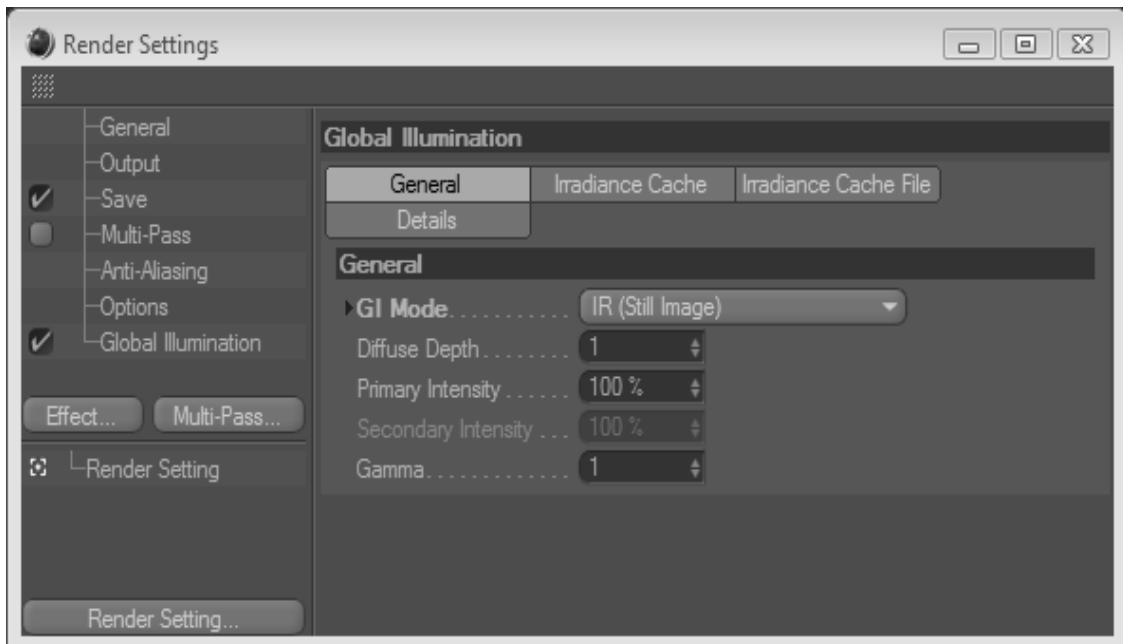 Render Settings
General
Output
Save
Multi-Pass
Anti-Aliasing
Options
Global Illumination
Effect...
Multi-Pass...
Render Setting
Render Setting...
Global Illumination
General
Irradiance Cache
Irradiance Cache File
Details
General
GI Mode........... IR (Still Image)
Diffuse Depth........ 1
Primary Intensity...... 100 %
Secondary Intensity... 100 %
Gamma............. 1